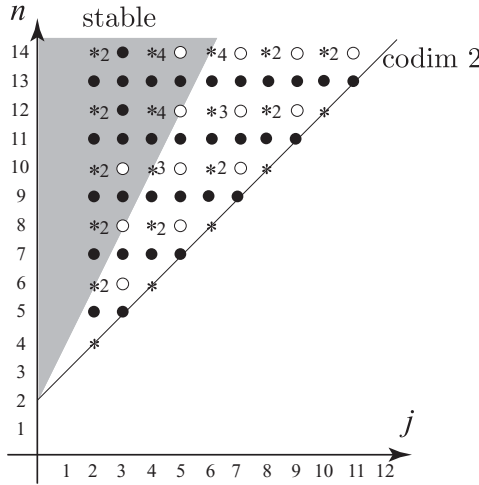 n stable
14 *2 ● *4 ○ *4 ○ *2 ○ *2 ○ codim 2
13 ● ● ● ● ● ● ● ● ● ●
12 *2 ● *4 ○ *3 ○ *2 ○ *
11 ● ● ● ● ● ● ● ●
10 *2 ○ *3 ○ *2 ○ *
9 ● ● ● ● ● ●
8 *2 ○ *2 ○ *
7 ● ● ● ●
6 *2 ○ *
5 ● ●
4 *
3
2
1
j
1 2 3 4 5 6 7 8 9 10 11 12